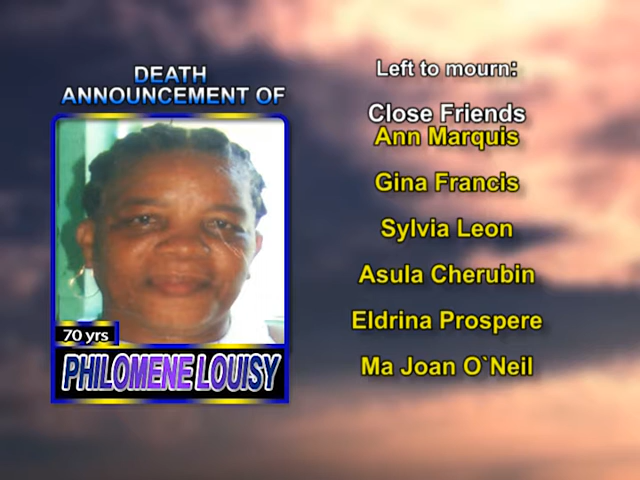 DEATH
ANNOUNCEMENT OF
70 yrs
PHILOMENE LOUISY
Left to mourn:
Close Friends
Ann Marquis
Gina Francis
Sylvia Leon
Asula Cherubin
Eldrina Prospere
Ma Joan O`Neil